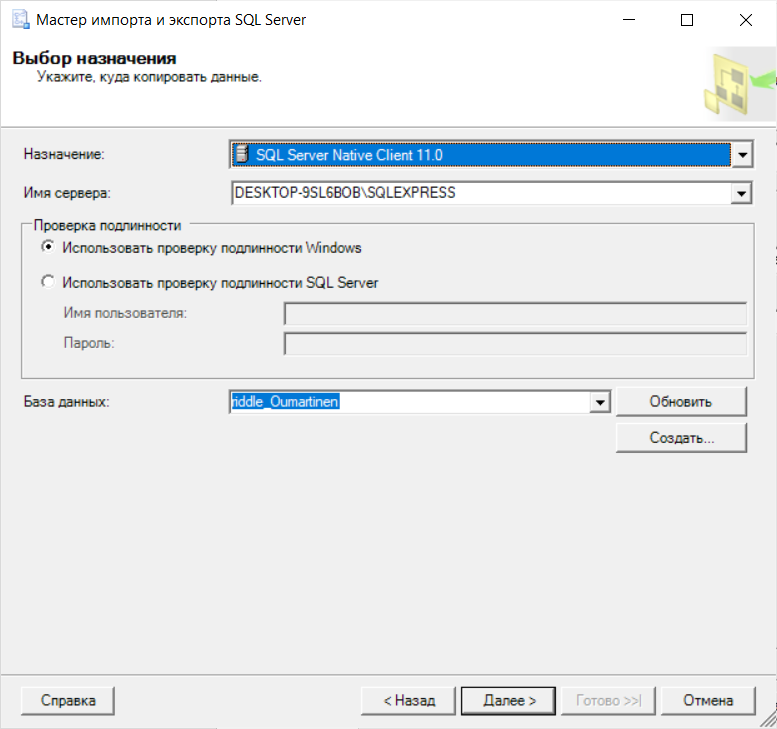 Мастер импорта и экспорта SQL Server
Выбор назначения
Укажите, куда копировать данные.
Назначение:
SQL Server Native Client 11.0
Имя сервера:
DESKTOP-9SL6BOB\SQLEXPRESS
Проверка подлинности
Использовать проверку подлинности Windows
Использовать проверку подлинности SQL Server
Имя пользователя:
Пароль:
База данных:
riddle_Oumartinen
Обновить
Создать...
Справка
< Назад
Далее >
Готово >>|
Отмена